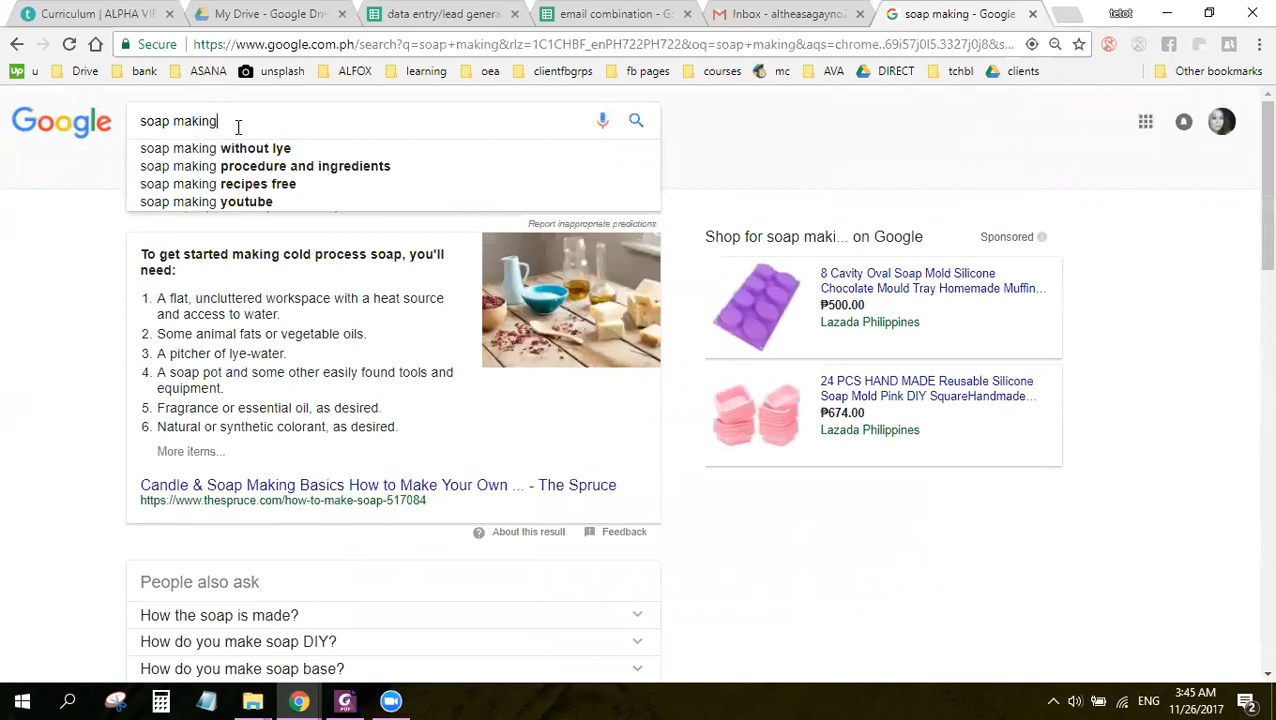 Curriculum | ALPHA VIF
My Drive - Google Dri
data entry/lead genera
email combination - G
Inbox - altheasagayno2
soap making - Google
tetot
Secure
https://www.google.com.ph/search?q=soap+making&rlz=1C1CHBF_enPH722PH722&oq=soap+making&aqs=chrome..69i57j0l5.3327j0j8&s...
Up
u
Drive
bank
ASANA
unsplash
ALFOX
learning
oea
clientfbgrps
fb pages
courses
mc
AVA
DIRECT
tchbl
clients
Other bookmarks
Google
soap making
soap making without lye
soap making procedure and ingredients
soap making recipes free
soap making youtube
Report inappropriate predictions
To get started making cold process soap, you'll
need:
1. A flat, uncluttered workspace with a heat source
and access to water.
2. Some animal fats or vegetable oils.
3. A pitcher of lye-water.
4. A soap pot and some other easily found tools and
equipment.
5. Fragrance or essential oil, as desired.
6. Natural or synthetic colorant, as desired.
More items...
Candle & Soap Making Basics How to Make Your Own ... - The Spruce
https://www.thespruce.com/how-to-make-soap-517084
About this result
Feedback
Shop for soap maki... on Google
Sponsored
8 Cavity Oval Soap Mold Silicone
Chocolate Mould Tray Homemade Muffin...
₱500.00
Lazada Philippines
24 PCS HAND MADE Reusable Silicone
Soap Mold Pink DIY SquareHandmade...
₱674.00
Lazada Philippines
People also ask
How the soap is made?
How do you make soap DIY?
How do you make soap base?
PDF
ENG
3:45 AM
11/26/2017
2